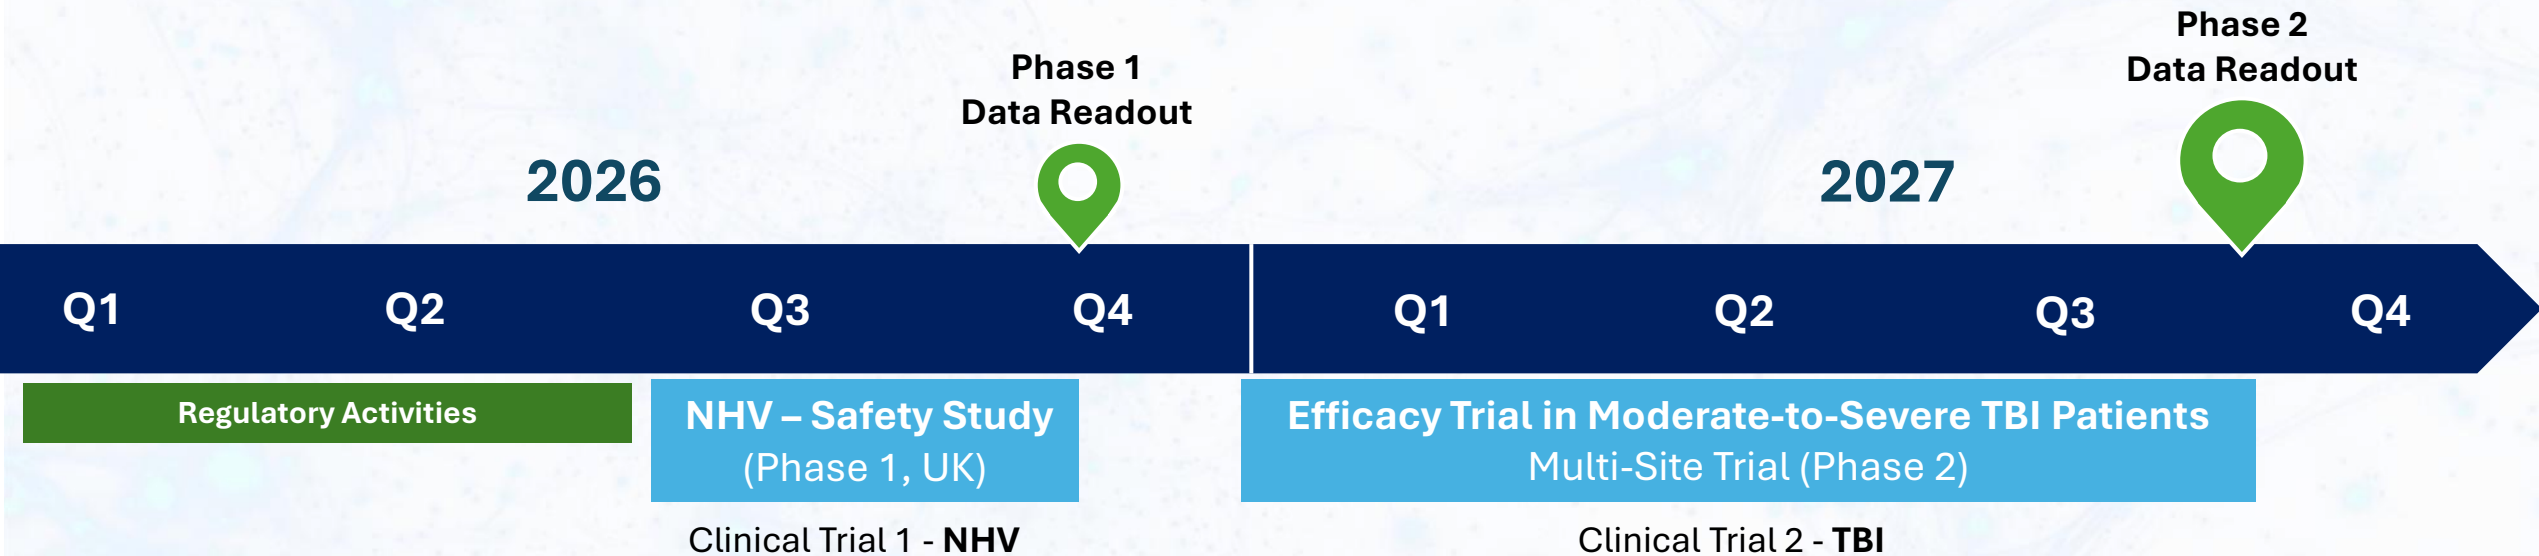 Phase 1
Data Readout
Phase 2
Data Readout
2026
2027
Q1 Q2 Q3 Q4 Q1 Q2 Q3 Q4
Regulatory Activities
NHV – Safety Study
(Phase 1, UK)
Efficacy Trial in Moderate-to-Severe TBI Patients
Multi-Site Trial (Phase 2)
Clinical Trial 1 - NHV
Clinical Trial 2 - TBI